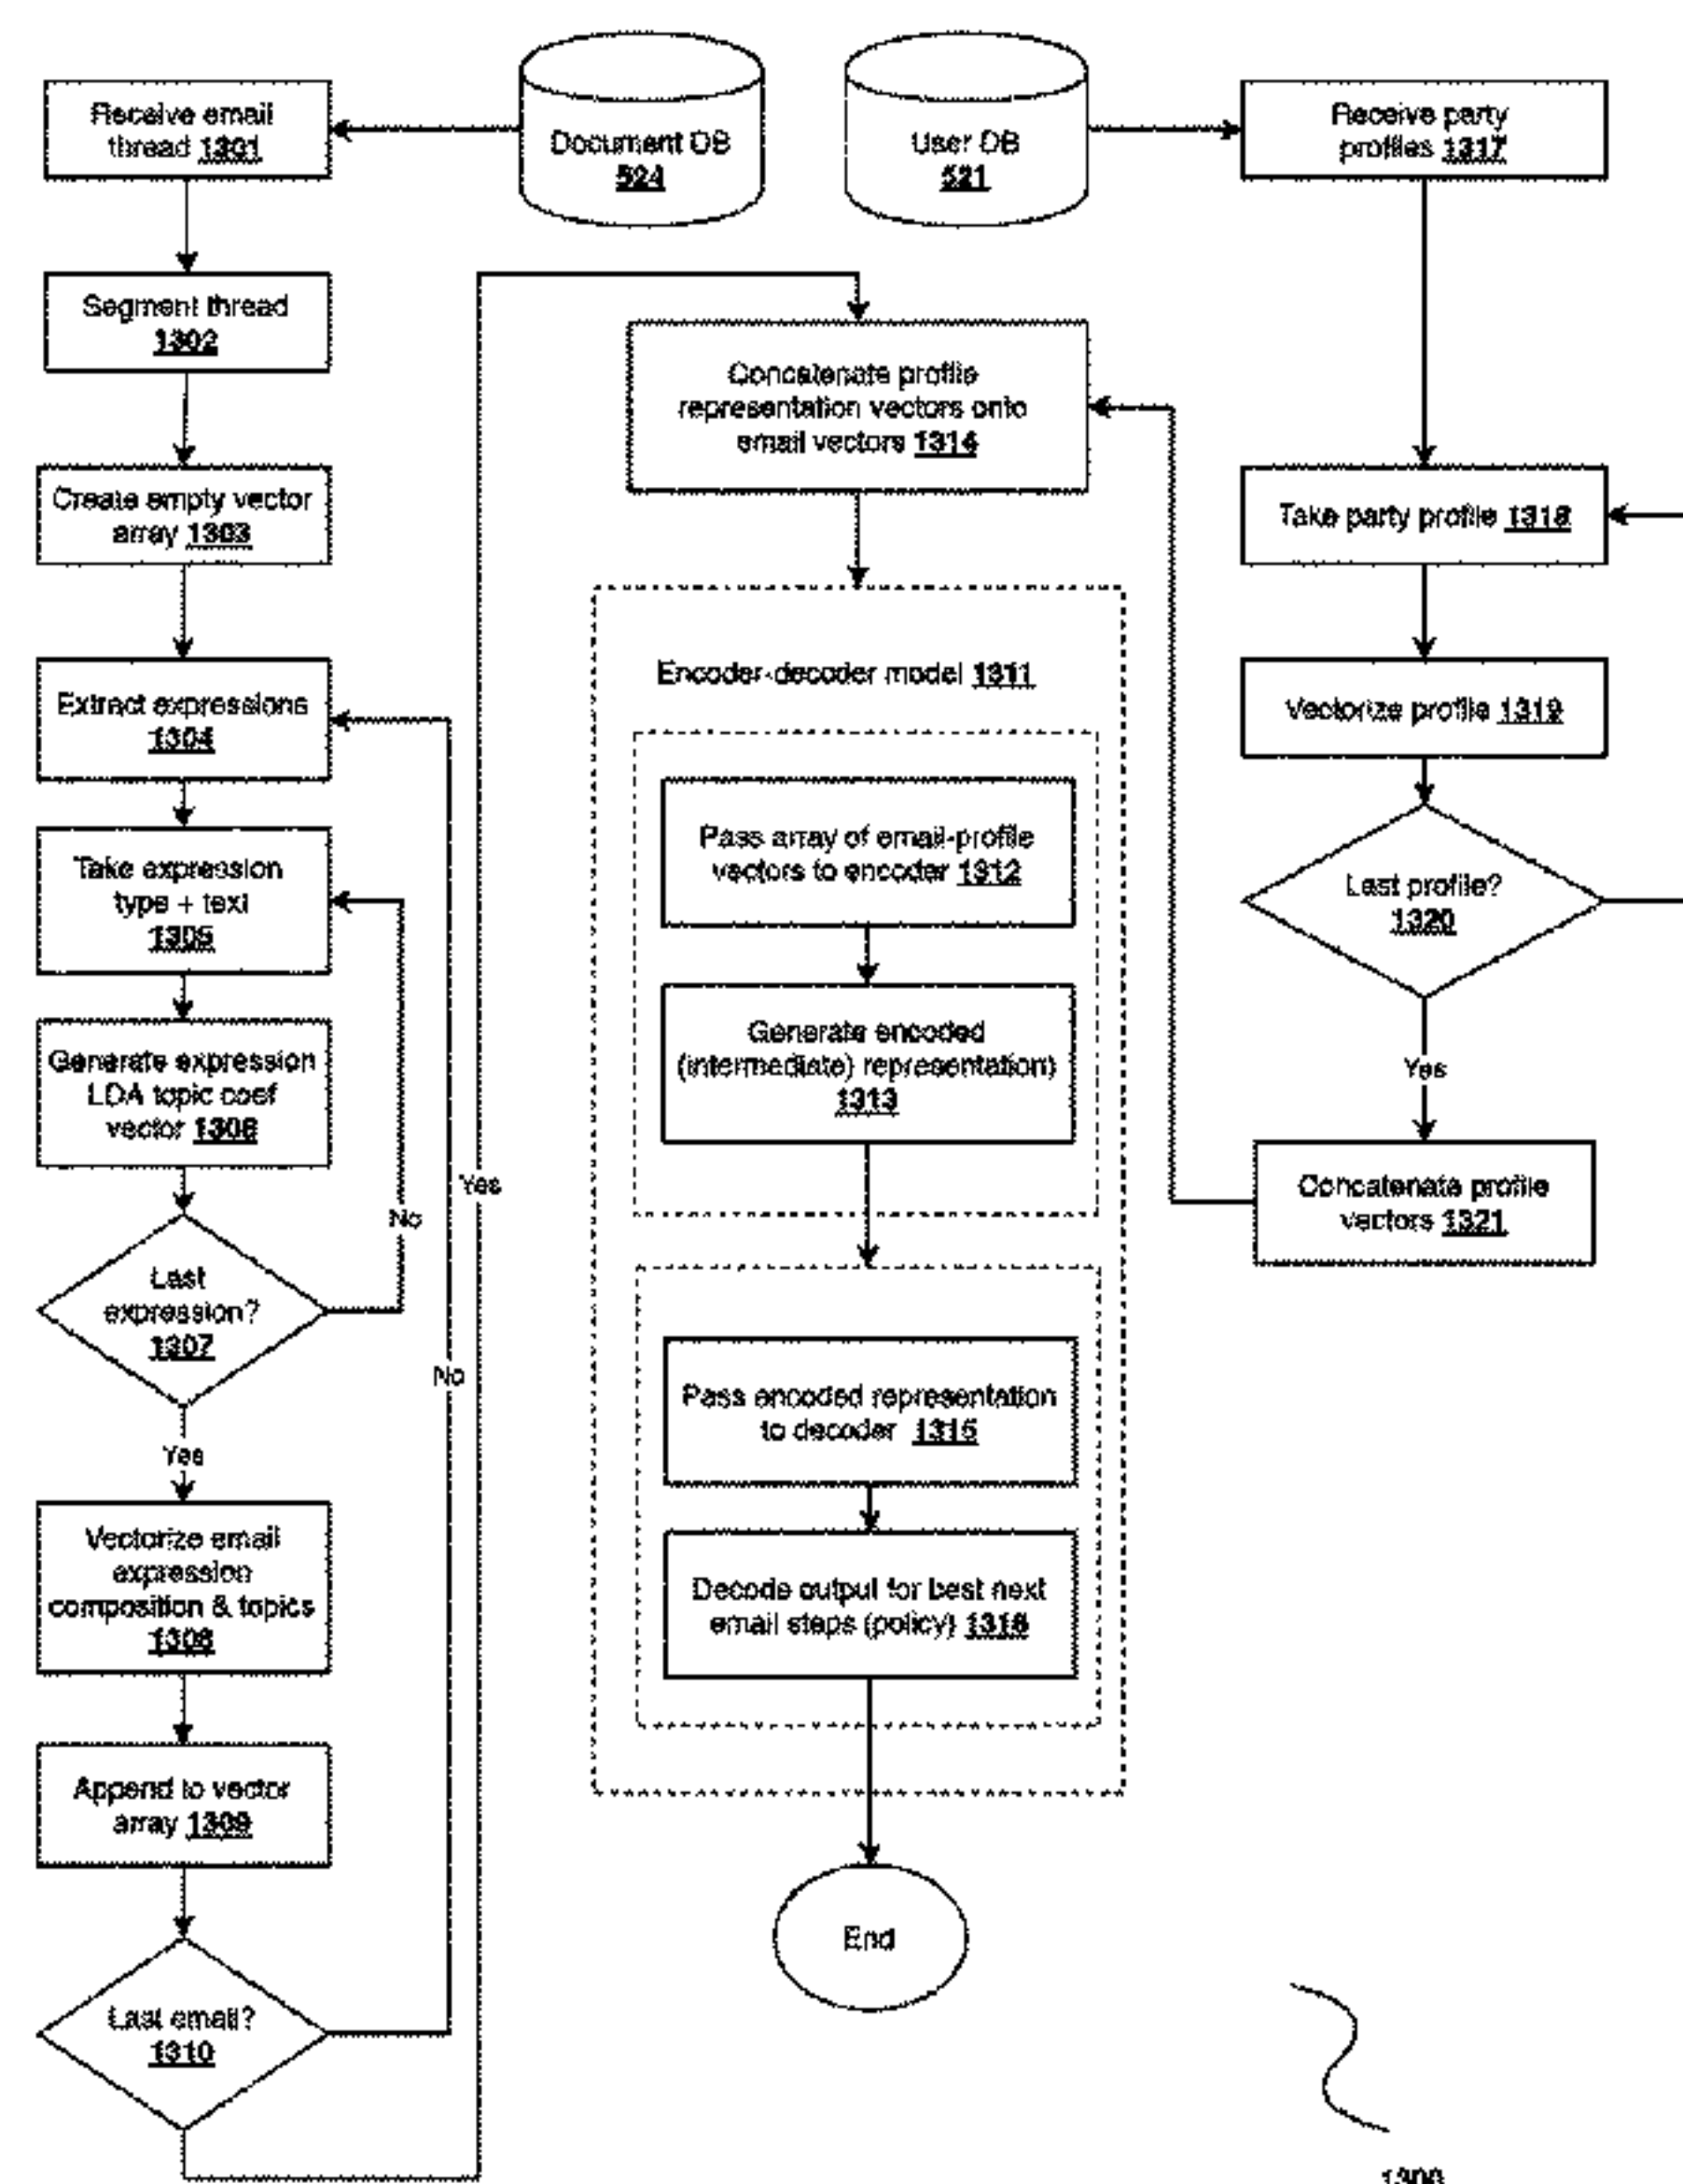 Receive email
thread 1301
Document DB
524
User DB
521
Receive party
profiles 1317
Segment thread
1302
Concatenate profile
representation vectors onto
email vectors 1314
Create empty vector
array 1303
Take party profile 1318
Encoder-decoder model 1311
Extract expressions
1304
Vectorize profile 1319
Take expression
type + text
1305
Pass array of email-profile
vectors to encoder 1312
Last profile?
1320
Generate expression
LDA topic coef
vector 1306
Generate encoded
(intermediate) representation)
1313
Yes
No
Yes
Concatenate profile
vectors 1321
Last
expression?
1307
No
Pass encoded representation
to decoder 1315
Yes
Vectorize email
expression
composition & topics
1308
Decode output for best next
email steps (policy) 1316
Append to vector
array 1309
End
Last email?
1310
1300